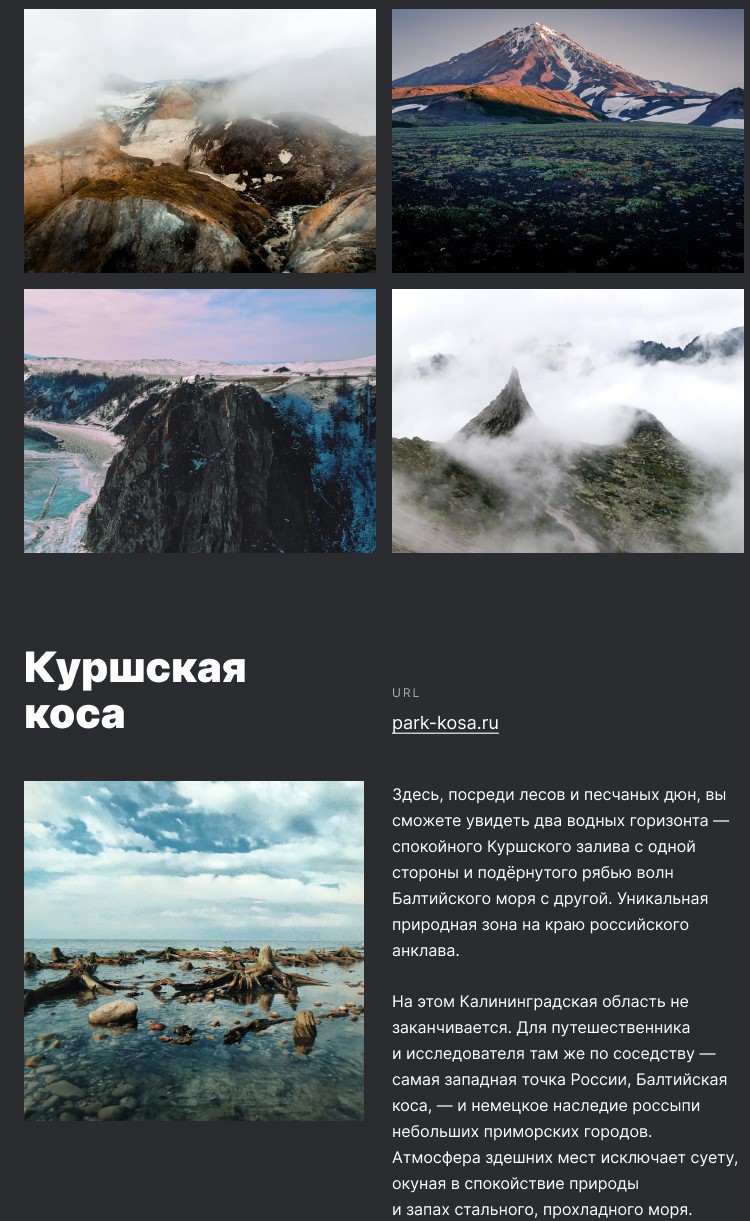 Куршская
коса
URL
park-kosa.ru
Здесь, посреди лесов и песчаных дюн, вы
сможете увидеть два водных горизонта —
спокойного Куршского залива с одной
стороны и подёрнутого рябью волн
Балтийского моря с другой. Уникальная
природная зона на краю российского
анклава.
На этом Калининградская область не
заканчивается. Для путешественника
и исследователя там же по соседству —
самая западная точка России, Балтийская
коса, — и немецкое наследие россыпи
небольших приморских городов.
Атмосфера здешних мест исключает суету,
окуная в спокойствие природы
и запах стального, прохладного моря.